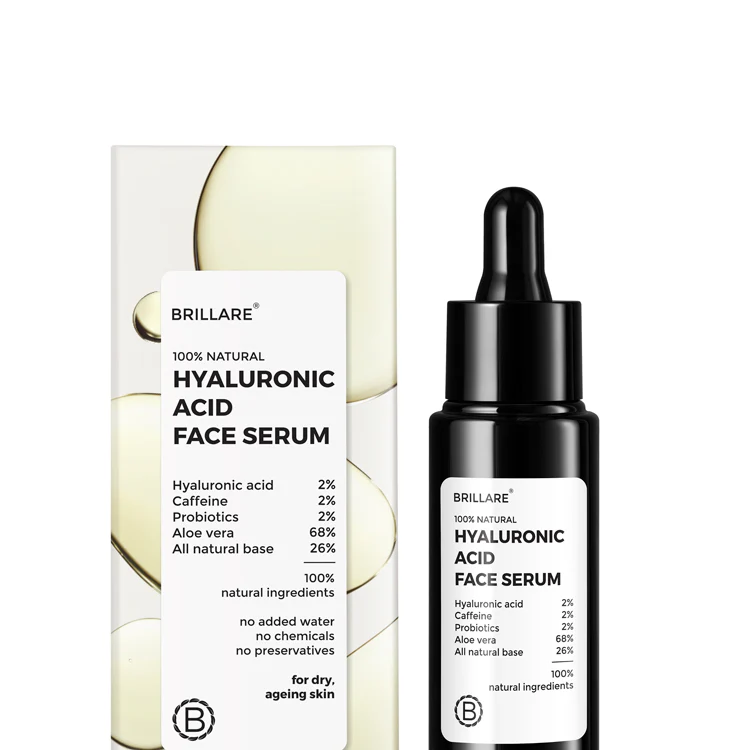 BRILLARE®
100% NATURAL
HYALURONIC
ACID
FACE SERUM
Hyaluronic acid 2%
Caffeine 2%
Probiotics 2%
Aloe vera 68%
All natural base 26%
100%
natural ingredients
no added water
no chemicals
no preservatives
for dry,
ageing skin
B
BRILLARE®
100% NATURAL
HYALURONIC
ACID
FACE SERUM
Hyaluronic acid 2%
Caffeine 2%
Probiotics 2%
Aloe vera 68%
All natural base 26%
100%
natural ingredients
B